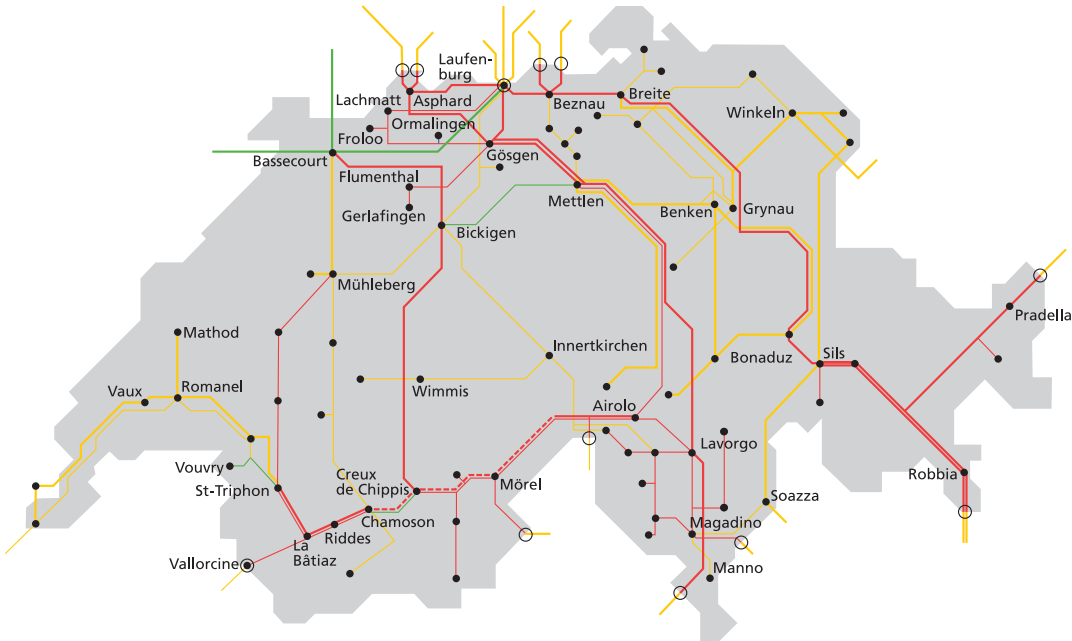 Laufen-
burg
Lachmatt
Asphard
Beznau
Breite
Winkeln
Ormalingen
Froloo
Bassecourt
Gösgen
Flumenthal
Mettlen
Gerlafingen
Benken
Grynau
Bickigen
Mühleberg
Pradella
Mathod
Innertkirchen
Bonaduz
Sils
Vaux
Romanel
Wimmis
Airolo
Lavorgo
Vouvry
St-Triphon
Creux
de Chippis
Mörel
Robbia
Soazza
Chamoson
Riddes
Magadino
La
Bâtiaz
Vallorcine
Manno